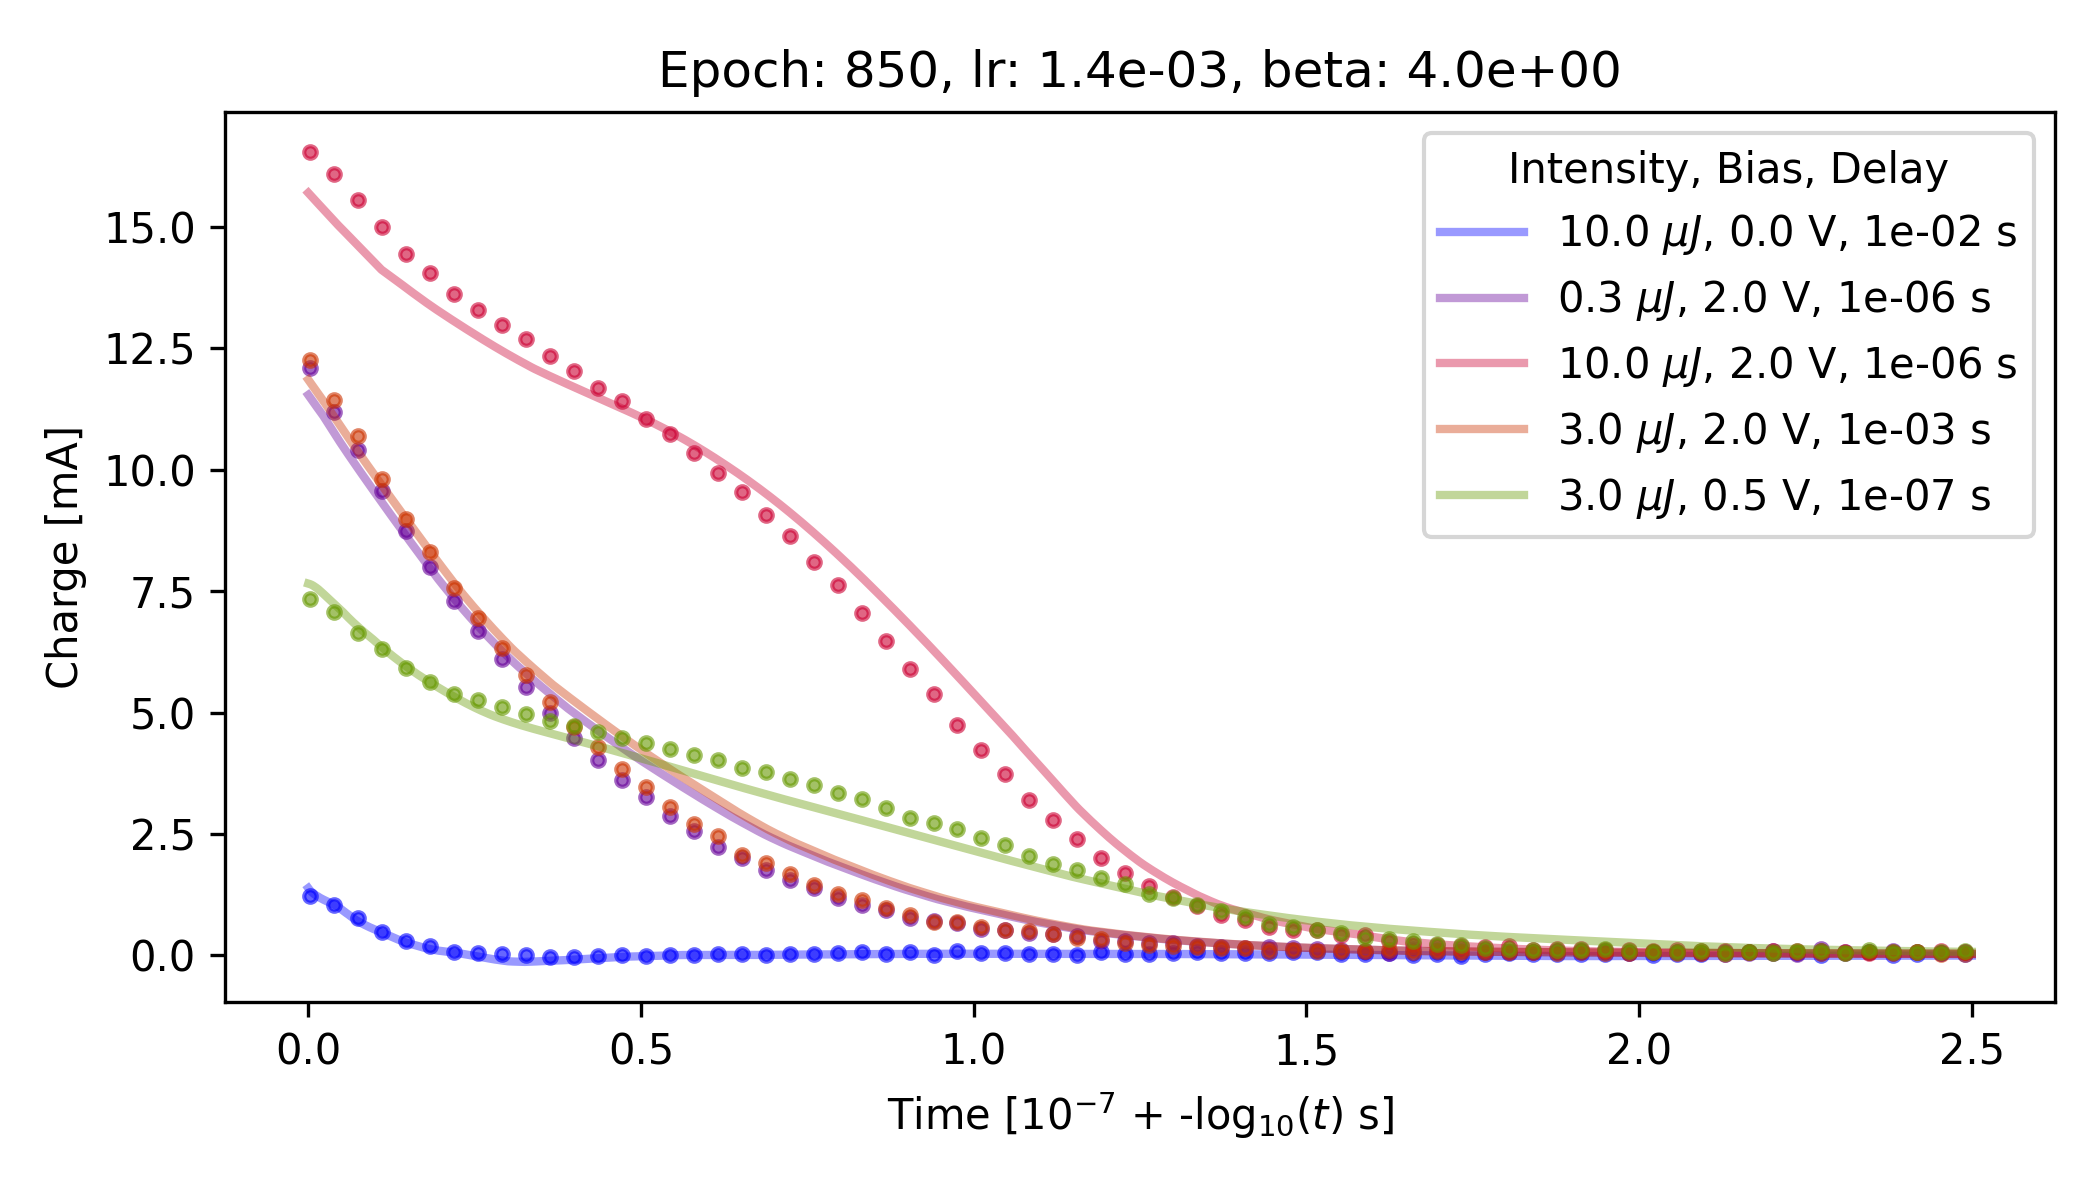 Epoch: 850, lr: 1.4e-03, beta: 4.0e+00
Intensity, Bias, Delay
10.0 μJ, 0.0 V, 1e-02 s
0.3 μJ, 2.0 V, 1e-06 s
10.0 μJ, 2.0 V, 1e-06 s
3.0 μJ, 2.0 V, 1e-03 s
3.0 μJ, 0.5 V, 1e-07 s
Charge [mA]
15.0
12.5
10.0
7.5
5.0
2.5
0.0
0.0 0.5 1.0 1.5 2.0 2.5
Time [10⁻⁷ + -log₁₀(t) s]